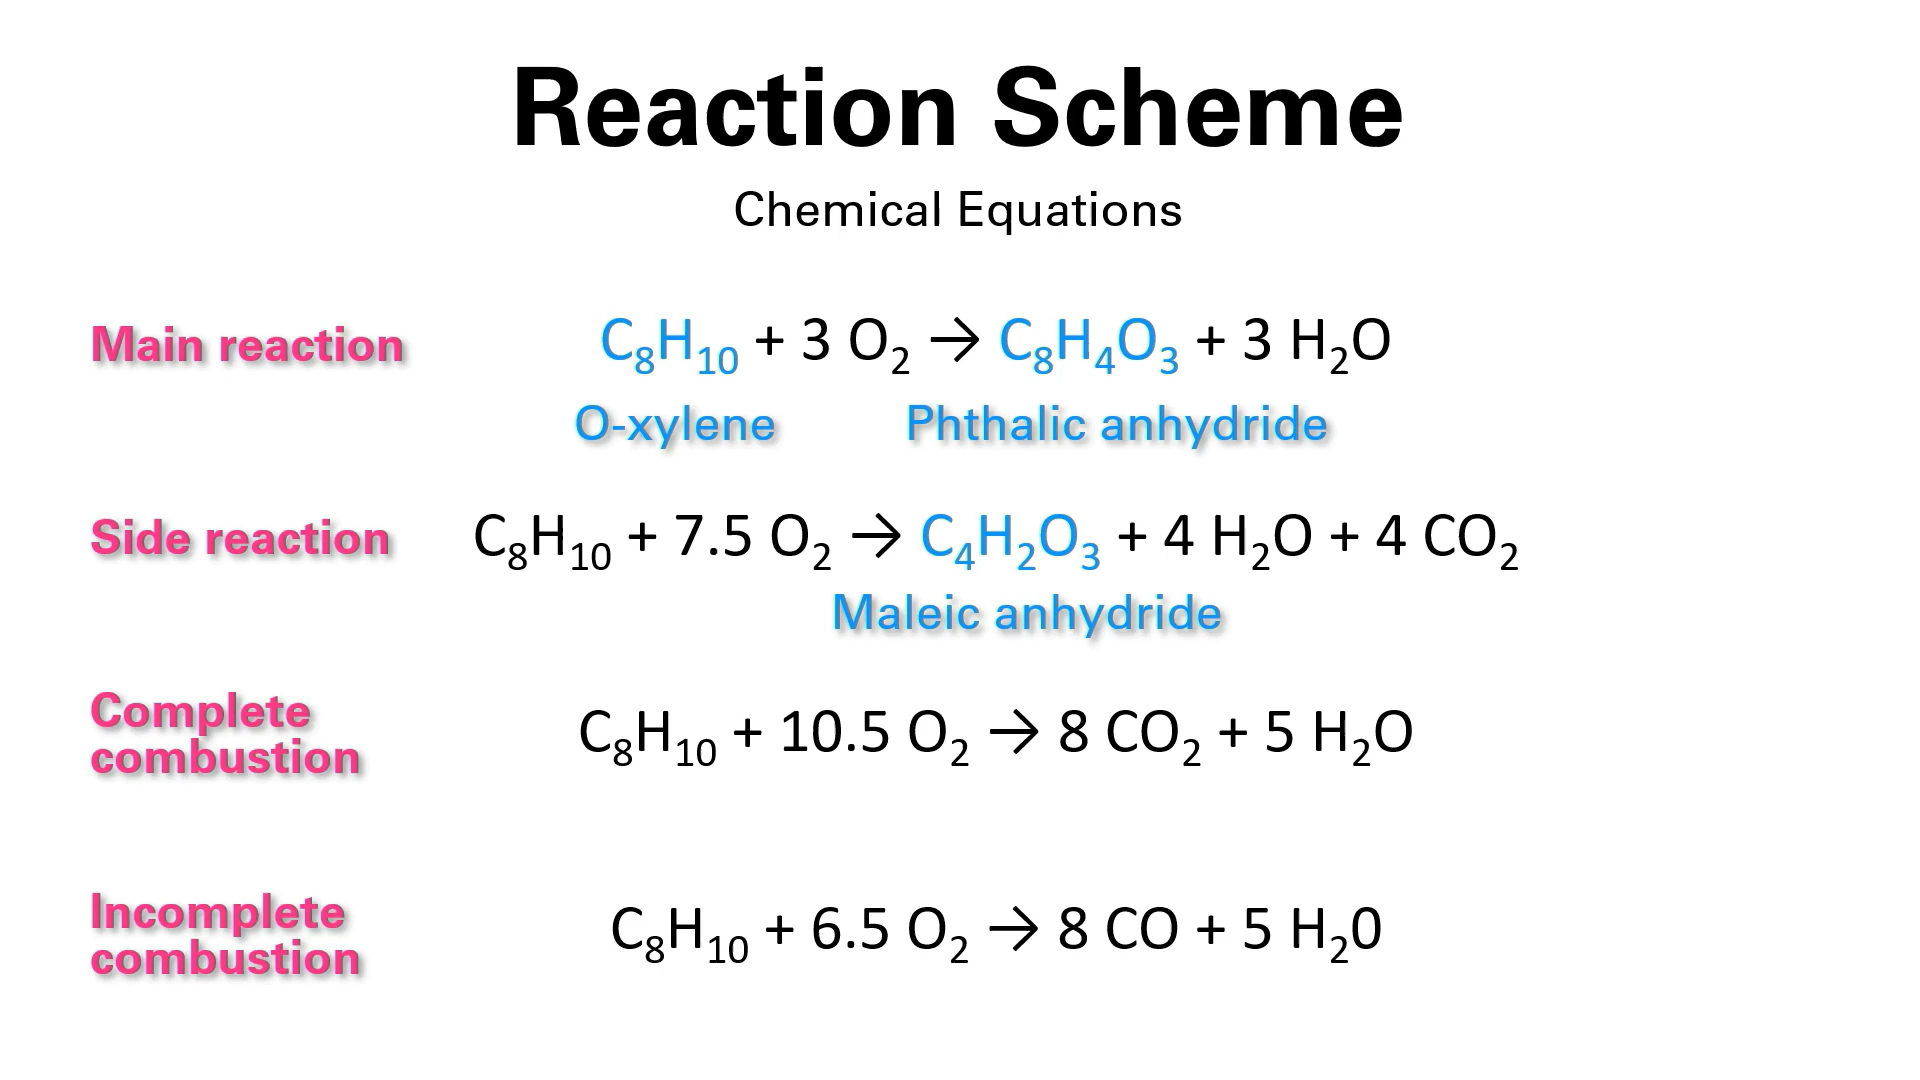 Reaction Scheme
Chemical Equations
Main reaction C₈H₁₀ + 3 O₂ → C₈H₄O₃ + 3 H₂O
O-xylene Phthalic anhydride
Side reaction C₈H₁₀ + 7.5 O₂ → C₄H₂O₃ + 4 H₂O + 4 CO₂
Maleic anhydride
Complete
combustion
C₈H₁₀ + 10.5 O₂ → 8 CO₂ + 5 H₂O
Incomplete
combustion
C₈H₁₀ + 6.5 O₂ → 8 CO + 5 H₂0